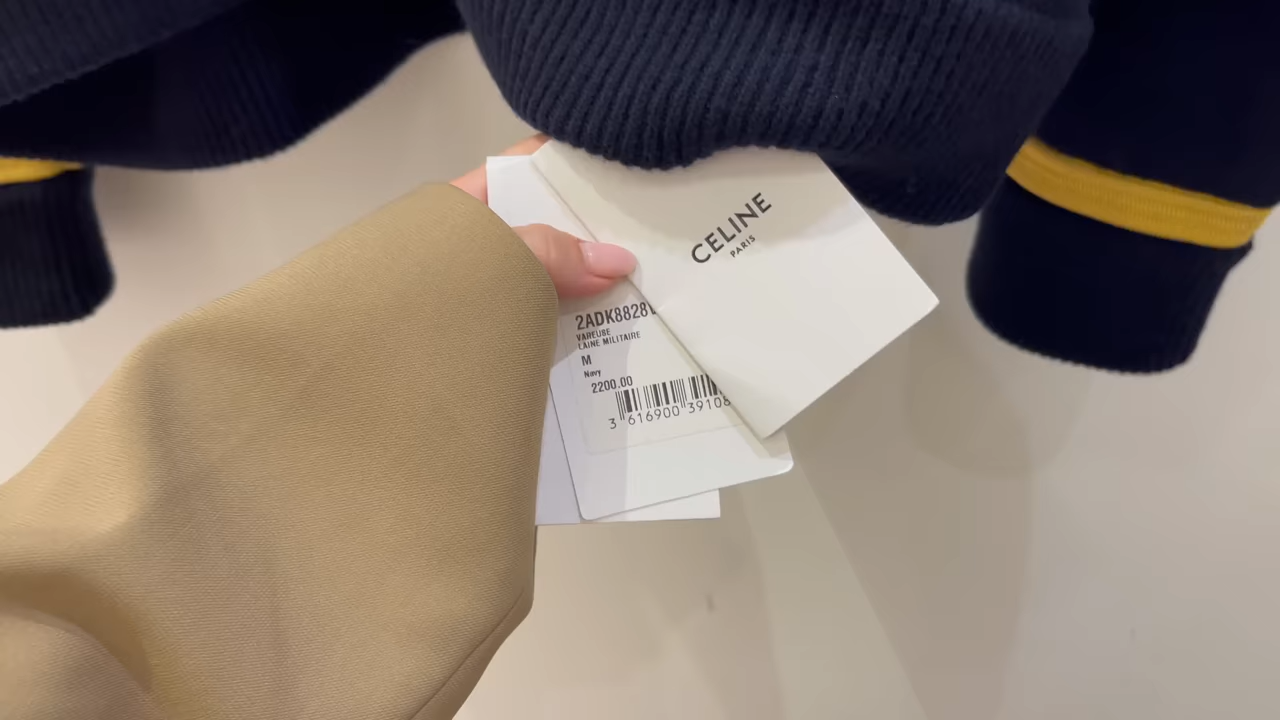 CELINE
PARIS
2ADK8828
VAREUSE
LAINE MILITAIRE
M
Navy
2200.00
3 616900 39108